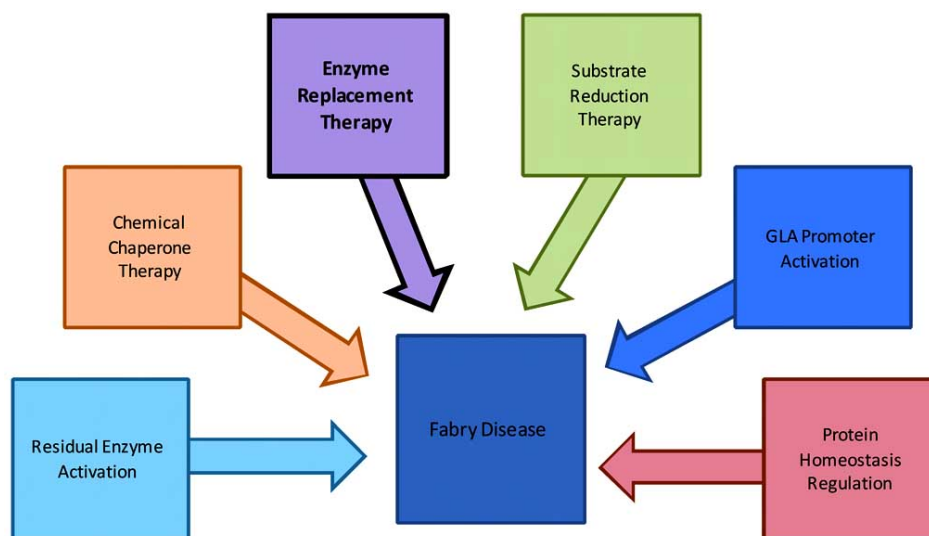 Enzyme
Replacement
Therapy
Substrate
Reduction
Therapy
Chemical
Chaperone
Therapy
GLA Promoter
Activation
Residual Enzyme
Activation
Fabry Disease
Protein
Homeostasis
Regulation